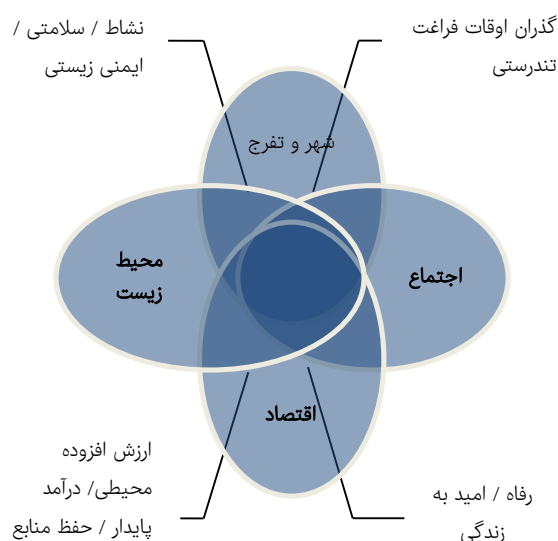 گذران اوقات فراغت
تندرستی
نشاط / سلامتی /
ایمنی زیستی
شهر و تفرج
اجتماع
محیط
زیست
اقتصاد
رفاه / امید به
زندگی
ارزش افزوده
محیطی/ درآمد
پایدار / حفظ منابع